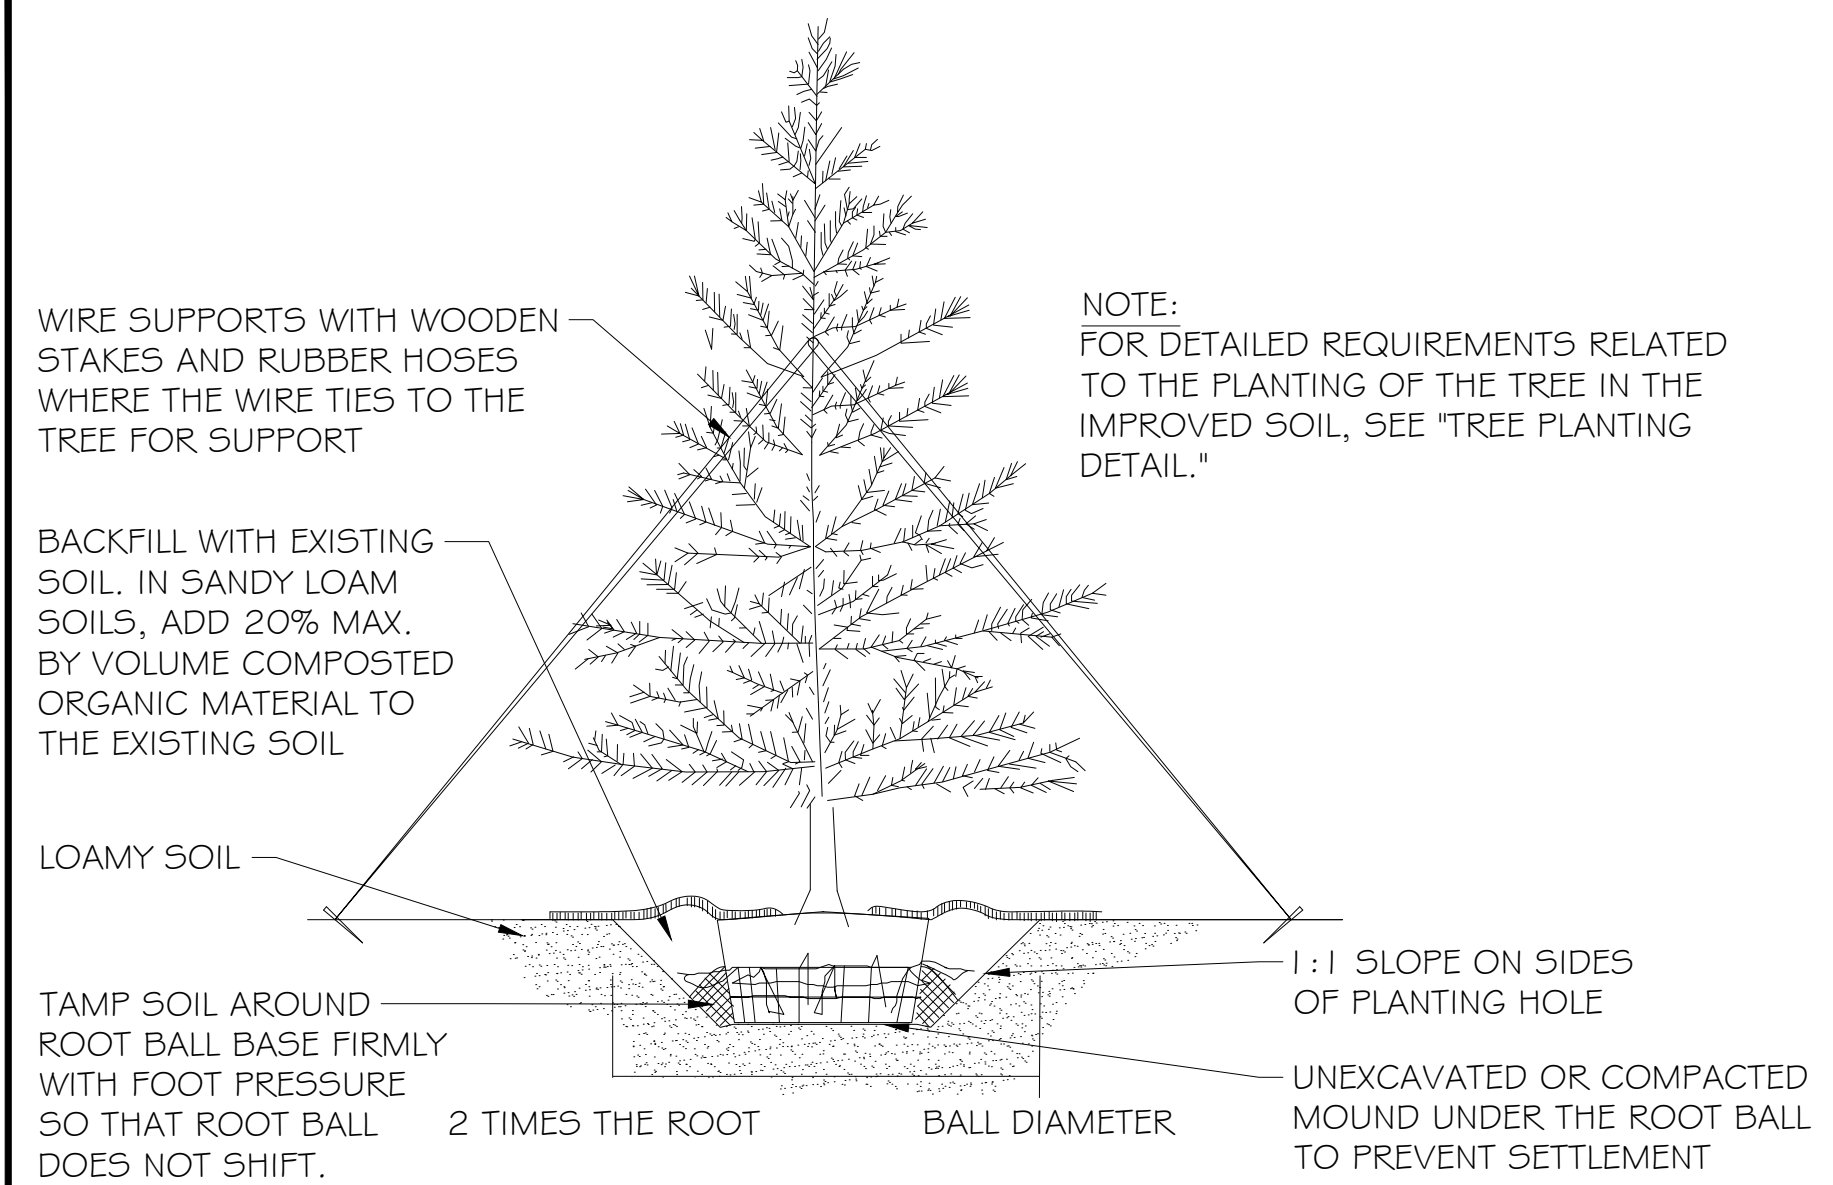 WIRE SUPPORTS WITH WOODEN
STAKES AND RUBBER HOSES
WHERE THE WIRE TIES TO THE
TREE FOR SUPPORT
NOTE:
FOR DETAILED REQUIREMENTS RELATED
TO THE PLANTING OF THE TREE IN THE
IMPROVED SOIL, SEE "TREE PLANTING
DETAIL."
BACKFILL WITH EXISTING
SOIL. IN SANDY LOAM
SOILS, ADD 20% MAX.
BY VOLUME COMPOSTED
ORGANIC MATERIAL TO
THE EXISTING SOIL
LOAMY SOIL
TAMP SOIL AROUND
ROOT BALL BASE FIRMLY
WITH FOOT PRESSURE
SO THAT ROOT BALL
DOES NOT SHIFT.
2 TIMES THE ROOT BALL DIAMETER
1:1 SLOPE ON SIDES
OF PLANTING HOLE
UNEXCAVATED OR COMPACTED
MOUND UNDER THE ROOT BALL
TO PREVENT SETTLEMENT